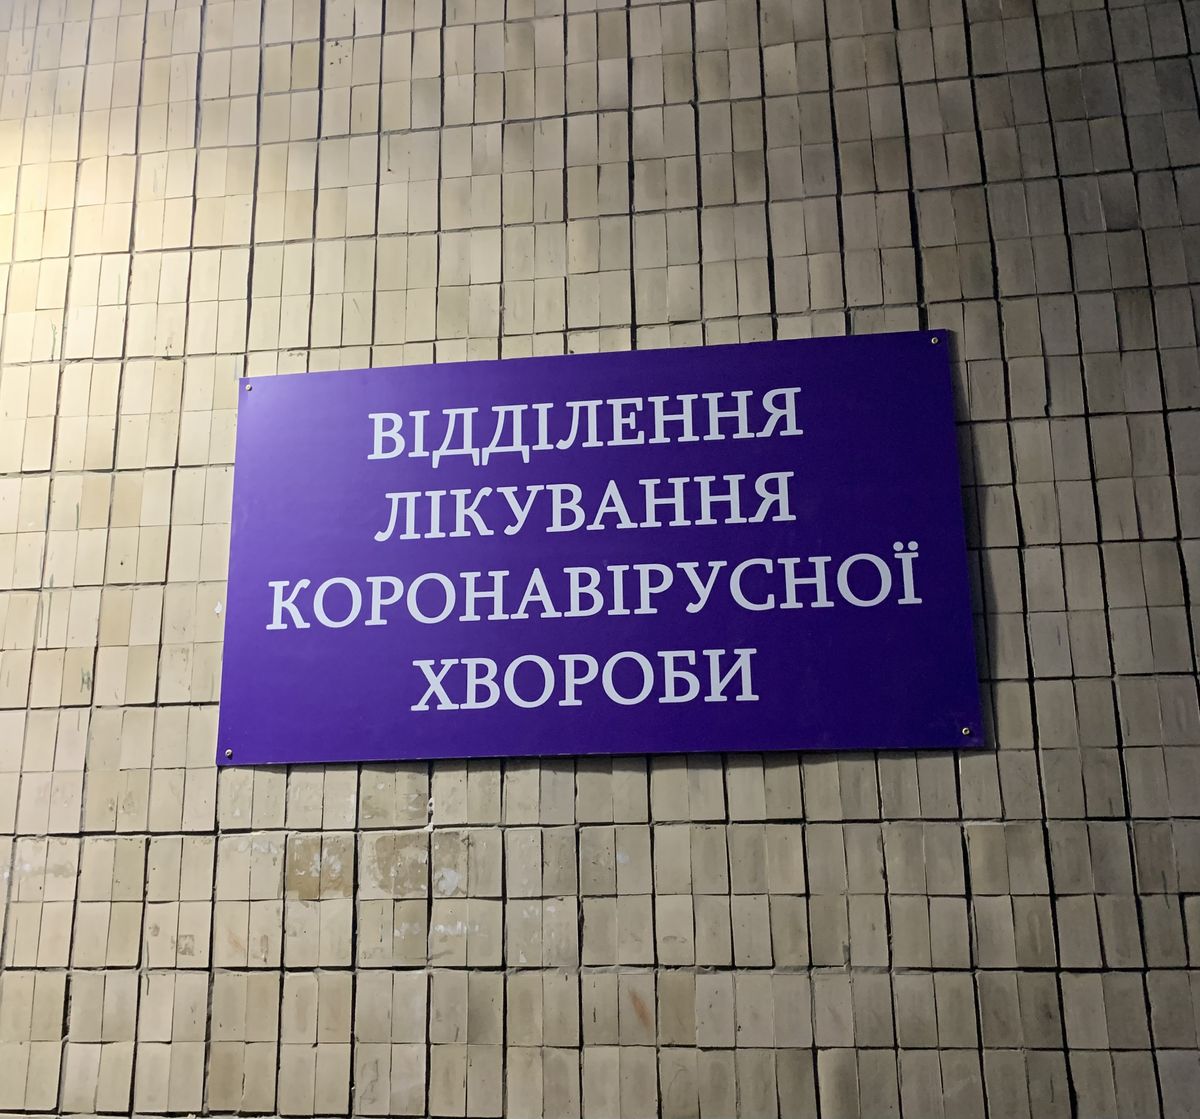 ВІДДІЛЕННЯ
ЛІКУВАННЯ
КОРОНАВІРУСНОЇ
ХВОРОБИ